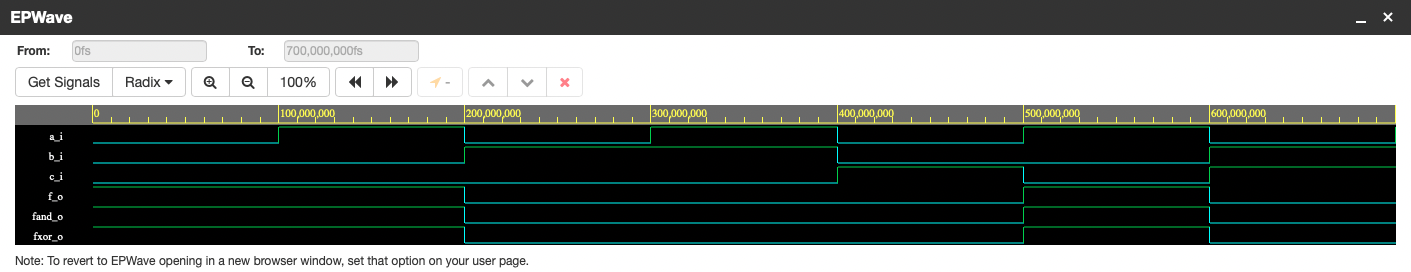 EPWave
From: 0fs To: 700,000,000fs
Get Signals Radix 100% -
0 100,000,000 200,000,000 300,000,000 400,000,000 500,000,000 600,000,000
a_i
b_i
c_i
f_o
fand_o
fxor_o
Note: To revert to EPWave opening in a new browser window, set that option on your user page.